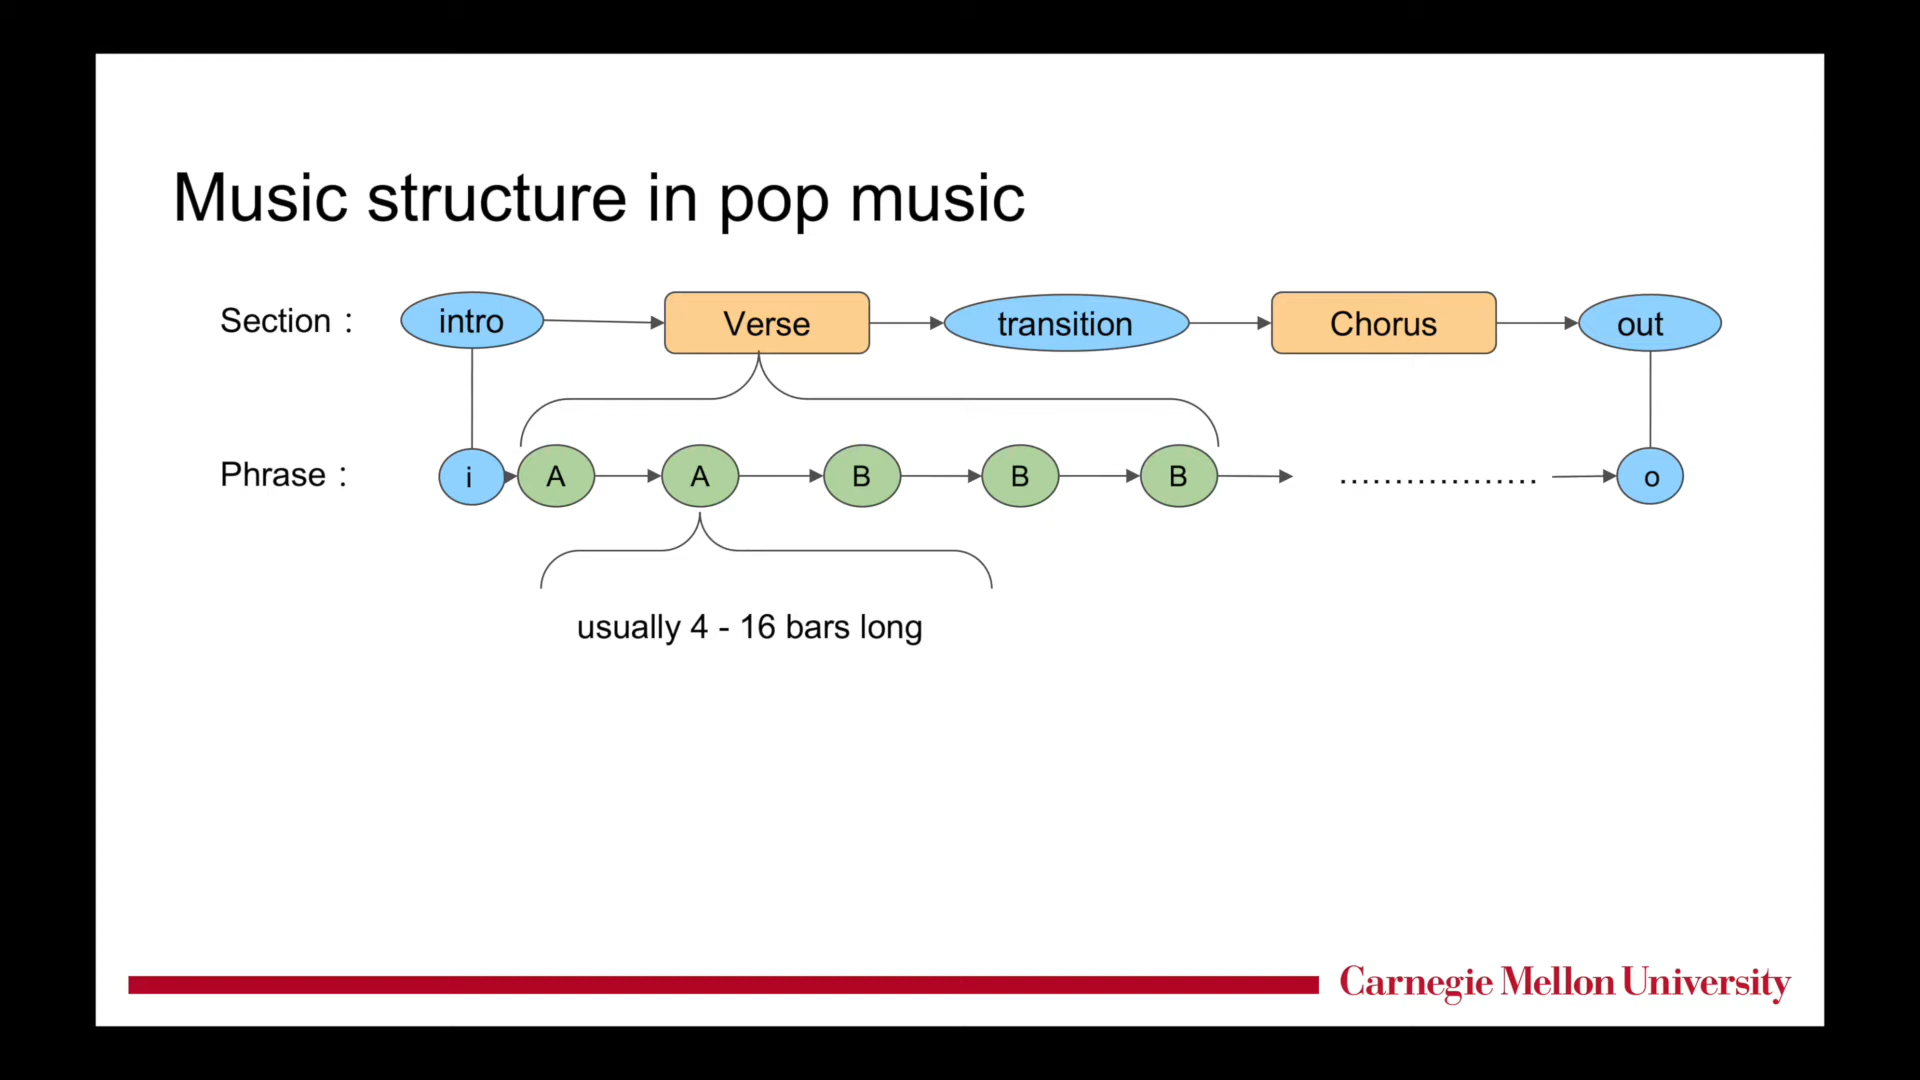 Music structure in pop music
Section : intro Verse transition Chorus out
Phrase : i A A B B B .................. o
usually 4 - 16 bars long
Carnegie Mellon University